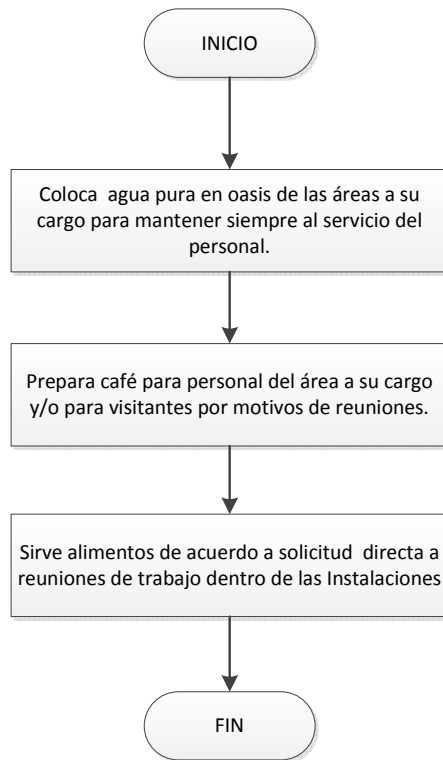 INICIO
Coloca agua pura en oasis de las áreas a su
cargo para mantener siempre al servicio del
personal.
Prepara café para personal del área a su cargo
y/o para visitantes por motivos de reuniones.
Sirve alimentos de acuerdo a solicitud directa a
reuniones de trabajo dentro de las Instalaciones
FIN